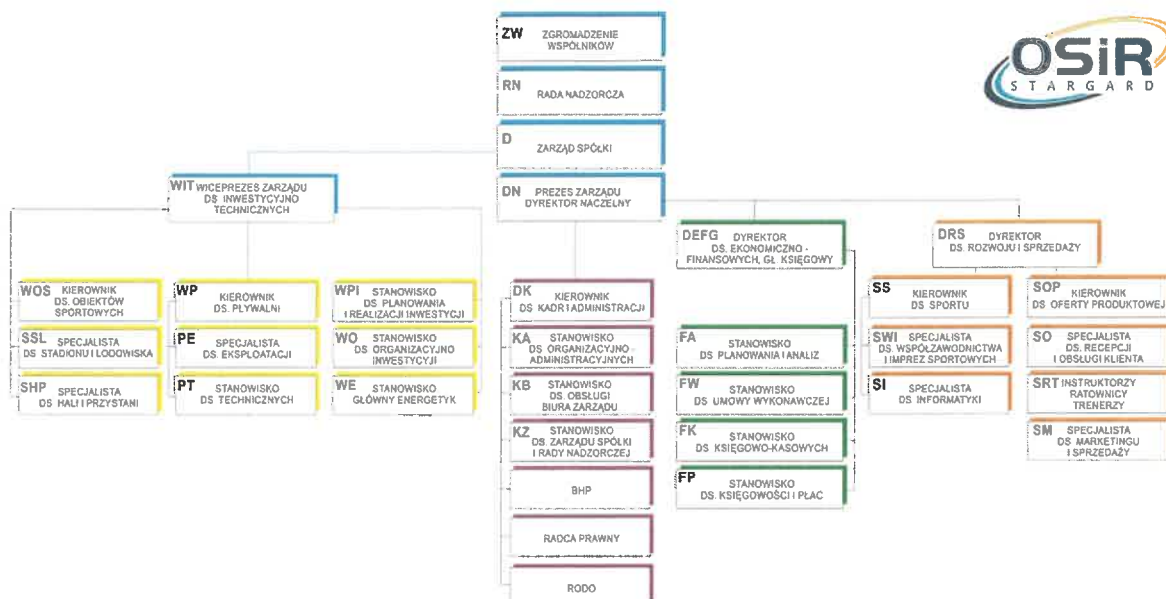 ZW ZGROMADZENIE
WSPÓLNIKÓW
OSiR
STARGARD
RN RADA NADZORCZA
D ZARZĄD SPÓŁKI
WIT WICEPREZES ZARZĄDU
DS INWESTYCYJNO
TECHNICZNYCH
DN PREZES ZARZĄDU
DYREKTOR NACZELNY
DEFG DYREKTOR
DS. EKONOMICZNO -
FINANSOWYCH, GŁ. KSIĘGOWY
DRS DYREKTOR
DS. ROZWOJU I SPRZEDAŻY
WOS KIEROWNIK
DS. OBIEKTÓW
SPORTOWYCH
SSL SPECJALISTA
DS STADIONU I LODOWISKA
SHP SPECJALISTA
DS. HALI I PRZYSTANI
WP KIEROWNIK
DS. PŁYWALNI
PE SPECJALISTA
DS. EKSPLOATACJI
PT STANOWISKO
DS TECHNICZNYCH
WPI STANOWISKO
DS PLANOWANIA
I REALIZACJI INWESTYCJI
WO STANOWISKO
DS. ORGANIZACYJNO
INWESTYCJI
WE STANOWISKO
GŁÓWNY ENERGETYK
DK KIEROWNIK
DS. KADR I ADMINISTRACJI
KA STANOWISKO
DS. ORGANIZACYJNO -
ADMINISTRACYJNYCH
KB STANOWISKO
DS. OBSŁUGI
BIURA ZARZĄDU
KZ STANOWISKO
DS. ZARZĄDU SPÓŁKI
I RADY NADZORCZEJ
BHP
RADCA PRAWNY
RODO
FA STANOWISKO
DS. PLANOWANIA I ANALIZ
FW STANOWISKO
DS UMOWY WYKONAWCZEJ
FK STANOWISKO
DS KSIĘGOWO-KASOWYCH
FP STANOWISKO
DS. KSIĘGOWOŚCI I PŁAC
SS KIEROWNIK
DS. SPORTU
SWI SPECJALISTA
DS. WSPÓŁZAWODNICTWA
I IMPREZ SPORTOWYCH
SI SPECJALISTA
DS INFORMATYKI
SOP KIEROWNIK
DS OFERTY PRODUKTOWEJ
SO SPECJALISTA
DS. RECEPCJI
I OBSŁUGI KLIENTA
SRT INSTRUKTORZY
RATOWNICY
TRENERZY
SM SPECJALISTA
DS MARKETINGU
I SPRZEDAŻY